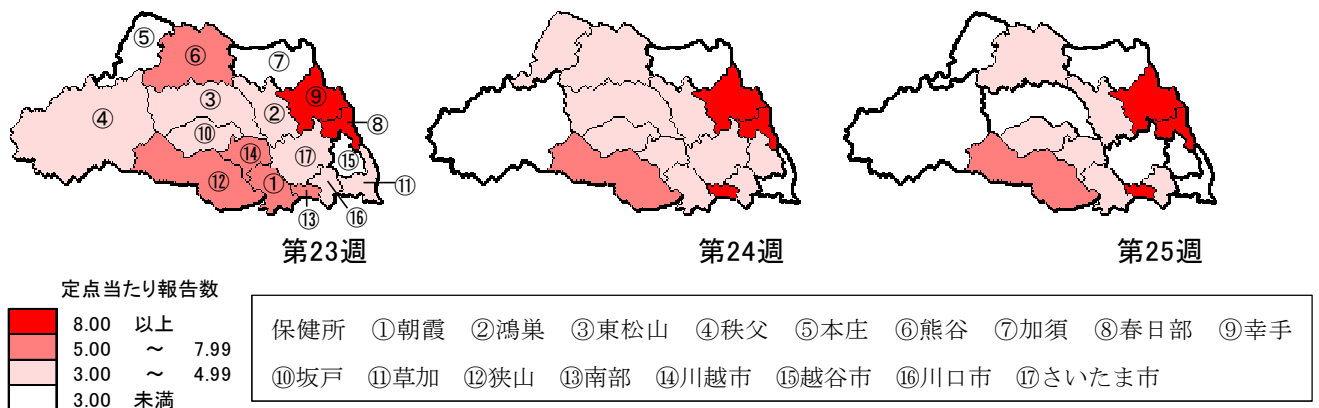 ⑤
⑥
⑦
⑨
③
②
④
⑧
⑩
⑭
⑰
⑮
⑫
①
⑪
⑬
⑯
第23週
第24週
第25週
定点当たり報告数
8.00 以上
5.00 ～ 7.99
3.00 ～ 4.99
3.00 未満
保健所 ①朝霞 ②鴻巣 ③東松山 ④秩父 ⑤本庄 ⑥熊谷 ⑦加須 ⑧春日部 ⑨幸手
⑩坂戸 ⑪草加 ⑫狭山 ⑬南部 ⑭川越市 ⑮越谷市 ⑯川口市 ⑰さいたま市